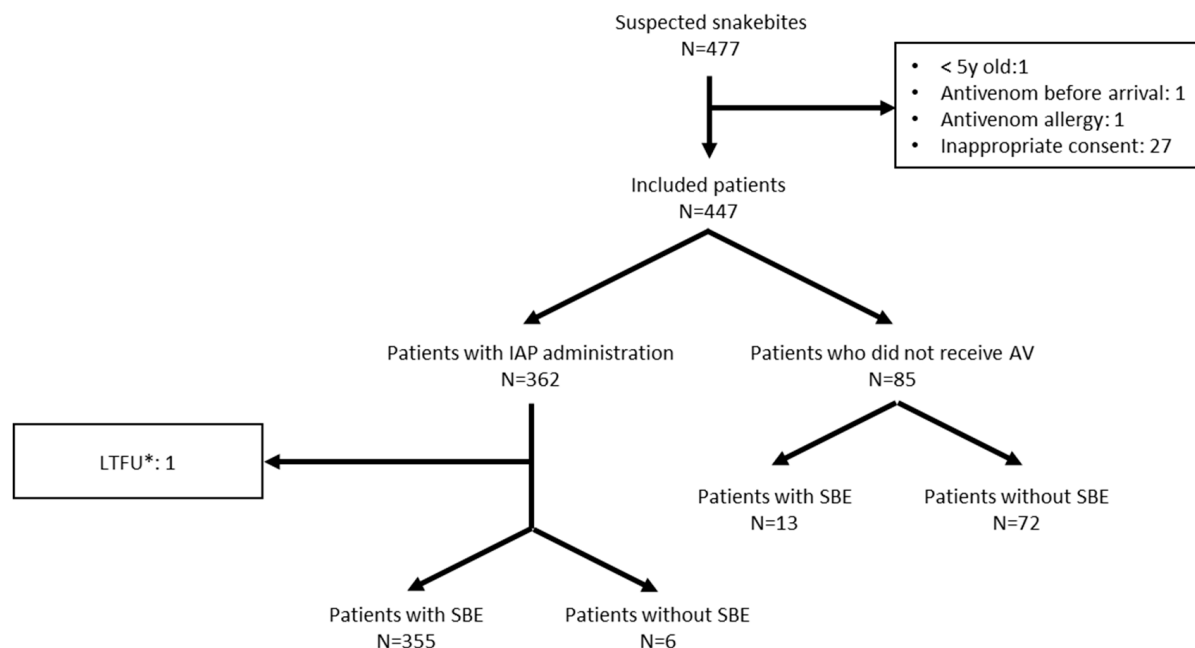 Suspected snakebites
N=477
• < 5y old:1
• Antivenom before arrival: 1
• Antivenom allergy: 1
• Inappropriate consent: 27
Included patients
N=447
Patients with IAP administration
N=362
Patients who did not receive AV
N=85
LTFU*: 1
Patients with SBE
N=13
Patients without SBE
N=72
Patients with SBE
N=355
Patients without SBE
N=6